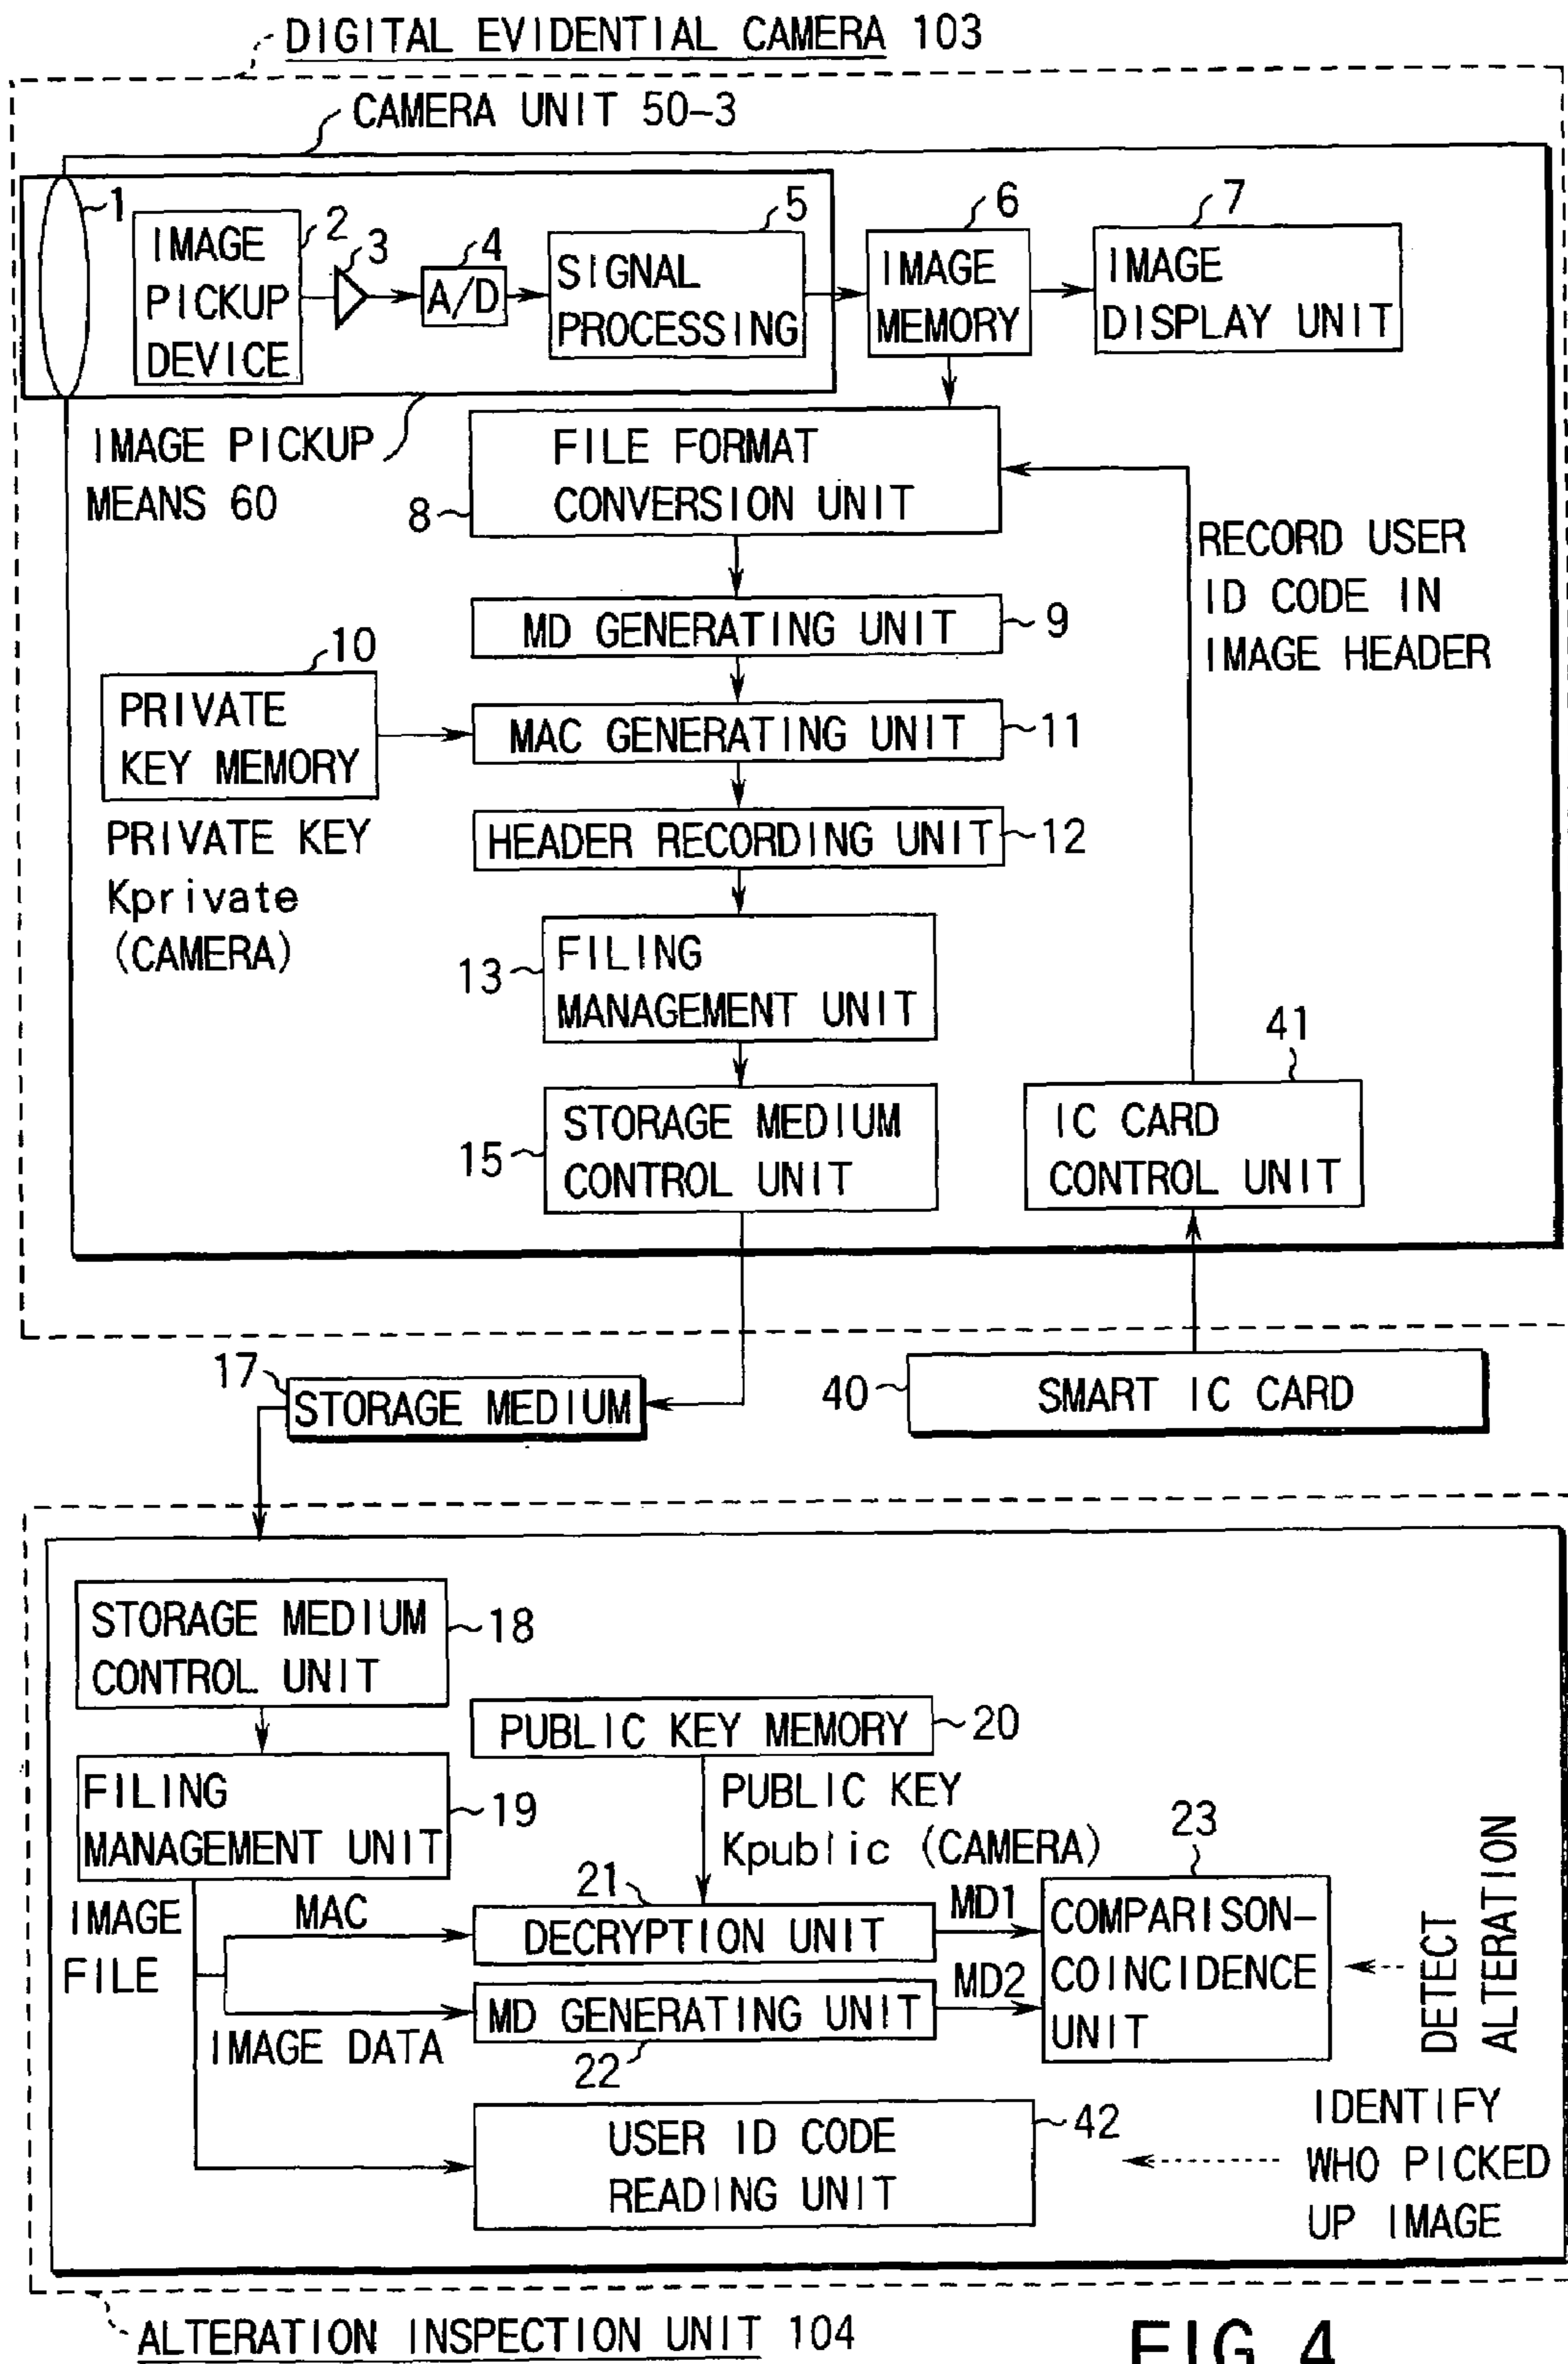 DIGITAL EVIDENTIAL CAMERA 103
CAMERA UNIT 50-3
1
IMAGE
PICKUP
DEVICE
2
3
4
A/D
5
SIGNAL
PROCESSING
6
IMAGE
MEMORY
7
IMAGE
DISPLAY UNIT
IMAGE PICKUP
MEANS 60
8
FILE FORMAT
CONVERSION UNIT
RECORD USER
ID CODE IN
IMAGE HEADER
MD GENERATING UNIT
9
10
PRIVATE
KEY MEMORY
MAC GENERATING UNIT
11
PRIVATE KEY
Kprivate
(CAMERA)
HEADER RECORDING UNIT
12
13
FILING
MANAGEMENT UNIT
15
STORAGE MEDIUM
CONTROL UNIT
41
IC CARD
CONTROL UNIT
17
STORAGE MEDIUM
40
SMART IC CARD
STORAGE MEDIUM
CONTROL UNIT
18
PUBLIC KEY MEMORY
20
FILING
MANAGEMENT UNIT
19
PUBLIC KEY
Kpublic (CAMERA)
IMAGE
FILE
MAC
21
DECRYPTION UNIT
MD1
23
COMPARISON-
COINCIDENCE
UNIT
DETECT
ALTERATION
IMAGE DATA
MD GENERATING UNIT
22
MD2
USER ID CODE
READING UNIT
42
IDENTIFY
WHO PICKED
UP IMAGE
ALTERATION INSPECTION UNIT 104
FIG. 4